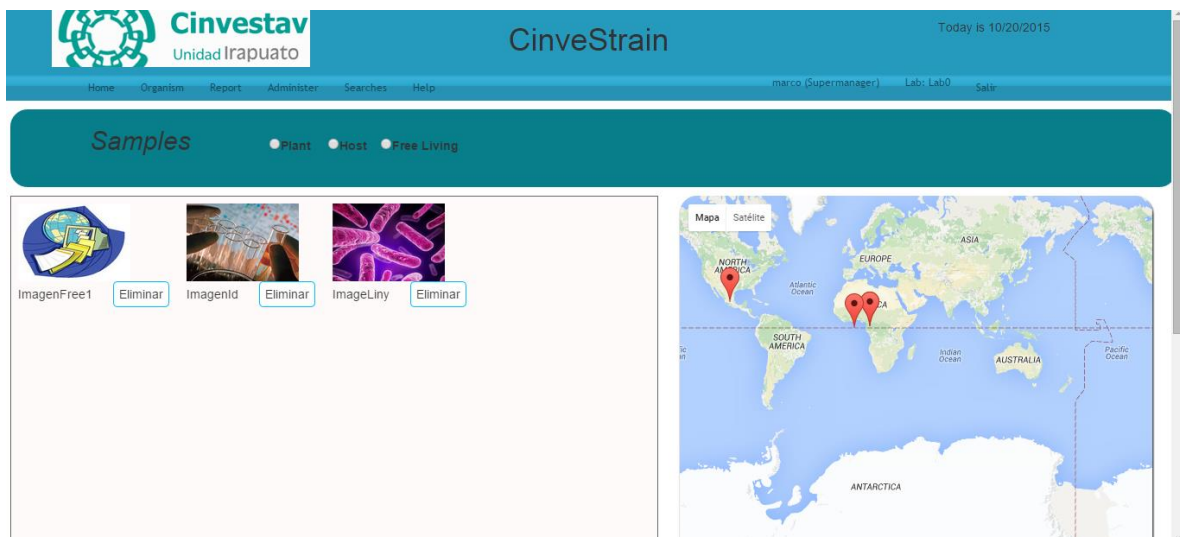 Cinvestav
Unidad Irapuato
CinveStrain
Today is 10/20/2015
Home Organism Report Administer Searches Help
marco (Supermanager) Lab: Lab0 Salir
Samples Plant Host Free Living
ImagenFree1 Eliminar ImagenId Eliminar ImageLiny Eliminar
Mapa Satélite
ASIA
EUROPE
NORTH
AMERICA
Atlantic
Ocean
CA
SOUTH
AMERICA
Indian
Ocean
AUSTRALIA
Pacific
Ocean
ANTARCTICA